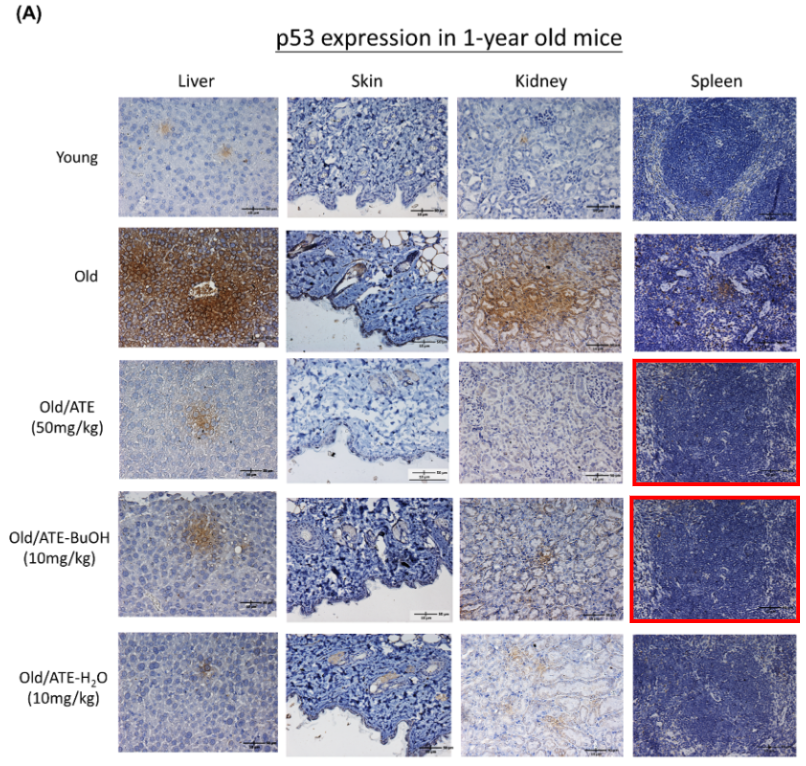 (A)
p53 expression in 1-year old mice
Liver Skin Kidney Spleen
Young
Old
Old/ATE
(50mg/kg)
Old/ATE-BuOH
(10mg/kg)
Old/ATE-H₂O
(10mg/kg)